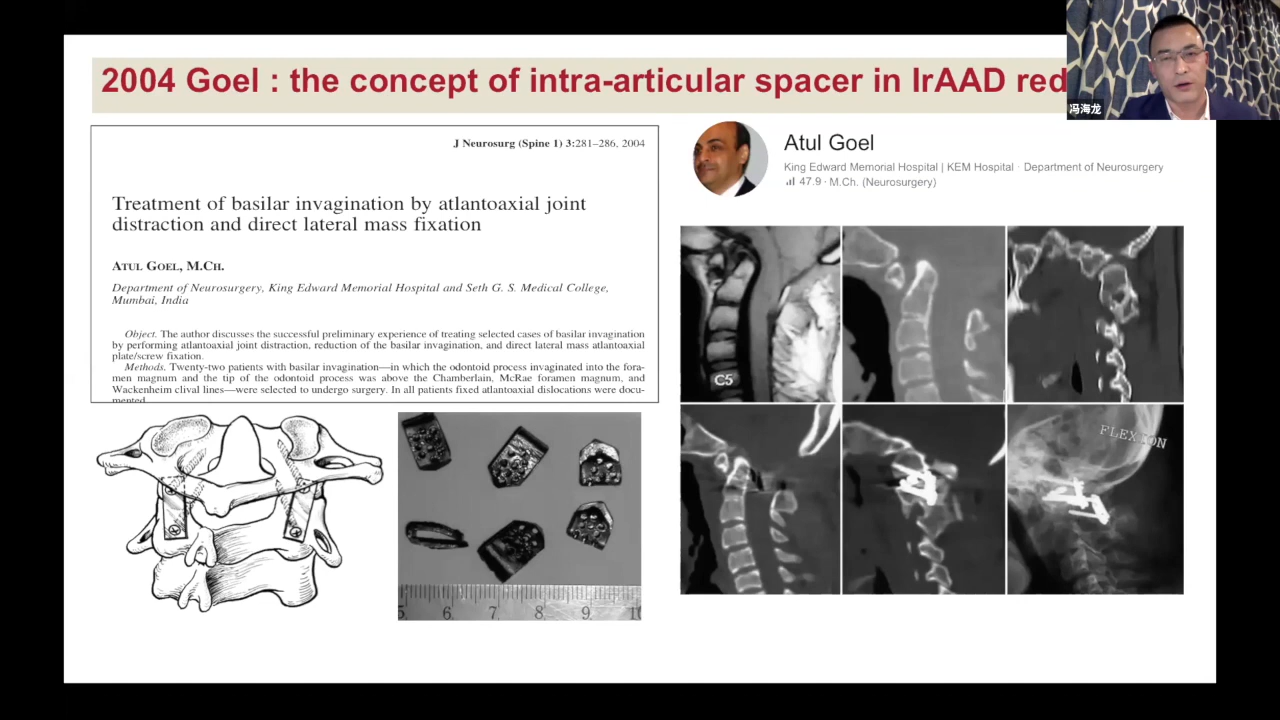 2004 Goel : the concept of intra-articular spacer in IrAAD red
冯海龙
J Neurosurg (Spine 1) 3:281–286, 2004
Treatment of basilar invagination by atlantoaxial joint
distraction and direct lateral mass fixation
ATUL GOEL, M.CH.
Department of Neurosurgery, King Edward Memorial Hospital and Seth G. S. Medical College,
Mumbai, India
Object. The author discusses the successful preliminary experience of treating selected cases of basilar invagination
by performing atlantoaxial joint distraction, reduction of the basilar invagination, and direct lateral mass atlantoaxial
plate/screw fixation.
Methods. Twenty-two patients with basilar invagination—in which the odontoid process invaginated into the fora-
men magnum and the tip of the odontoid process was above the Chamberlain, McRae foramen magnum, and
Wackenheim clival lines—were selected to undergo surgery. In all patients fixed atlantoaxial dislocations were docu-
mented.
Atul Goel
King Edward Memorial Hospital | KEM Hospital · Department of Neurosurgery
47.9 · M.Ch. (Neurosurgery)
C5
FLEXION
5 6 7 8 9 10